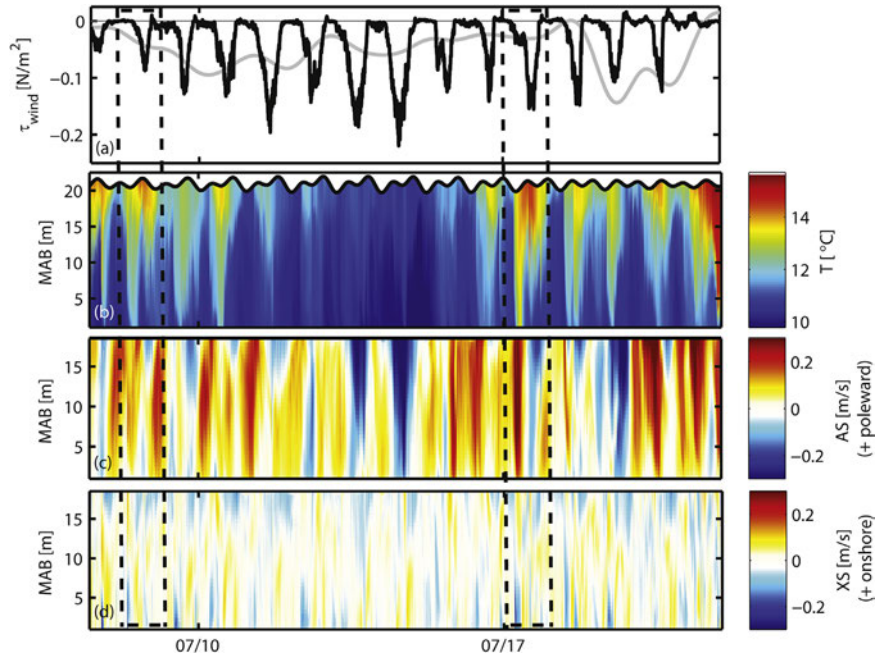 0
−0.1
−0.2
τwind [N/m²]
(a)
20
15
10
5
MAB [m]
(b)
14
12
10
T [°C]
15
10
5
MAB [m]
(c)
0.2
0
−0.2
AS [m/s]
(+ poleward)
15
10
5
MAB [m]
(d)
0.2
0
−0.2
XS [m/s]
(+ onshore)
07/10
07/17